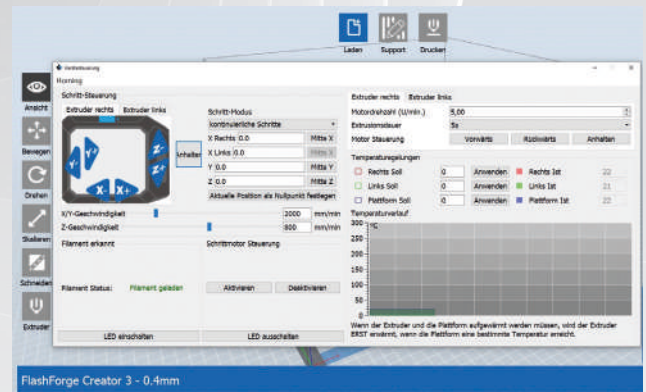 Laden Support Drucken
Homing
Schritt-Steuerung
Extruder rechts Extruder links
Schritt-Modus
kontinuierliche Schritte
X Rechts 0.0 Mitte X
X Links 0.0
Y 0.0 Mitte Y
Z 0.0 Mitte Z
Aktuelle Position als Nullpunkt festlegen
Y- Y+
Z- Z+
X- X+
Anhalten
X/Y-Geschwindigkeit 2000 mm/min
Z-Geschwindigkeit 800 mm/min
Filament erkannt
Schrittmotor Steuerung
Filament Status: Filament geladen
Aktivieren Deaktivieren
LED einschalten LED ausschalten
Extruder rechts Extruder links
Motordrehzahl (U/min.) 5,00
Extrusionsdauer 5s
Motor Steuerung Vorwärts Rückwärts Anhalten
Temperaturregelungen
Rechts Soll 0 Anwenden Rechts Ist 22
Links Soll 0 Anwenden Links Ist 21
Plattform Soll 0 Anwenden Plattform Ist 22
Temperaturverlauf
300 °C
250
200
150
100
50
0
Wenn der Extruder und die Plattform aufgewärmt werden müssen, wird der Extruder
ERST erwärmt, wenn die Plattform eine bestimmte Temperatur erreicht.
Ansicht
Bewegen
Drehen
Skalieren
Schneiden
Extruder
FlashForge Creator 3 - 0.4mm